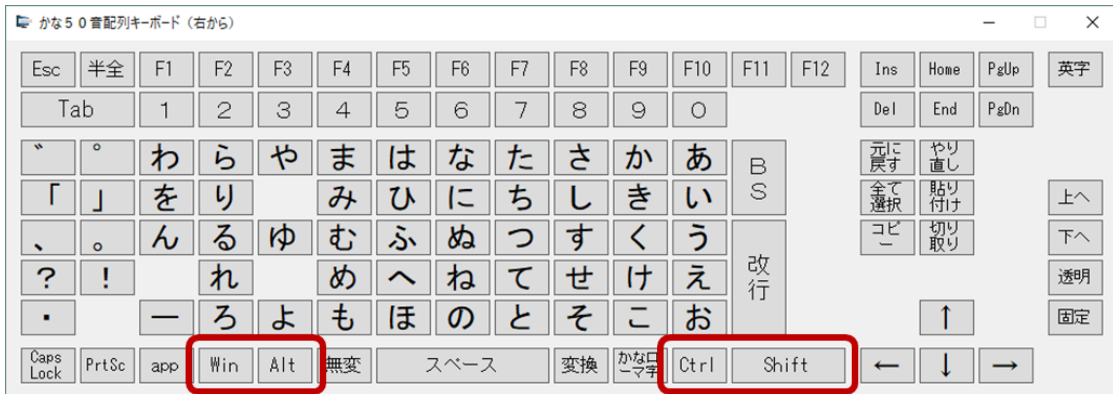 かな５０音配列キーボード（右から）
Esc 半全 F1 F2 F3 F4 F5 F6 F7 F8 F9 F10 F11 F12 Ins Home PgUp 英字
Tab 1 2 3 4 5 6 7 8 9 0 Del End PgDn
゛ ゜ わ ら や ま は な た さ か あ BS 元に戻す やり直し
「 」 を り み ひ に ち し き い 全て選択 貼り付け 上へ
、 。 ん る ゆ む ふ ぬ つ す く う 改行 コピー 切り取り 下へ
？ ！ れ め へ ね て せ け え 透明
・ ー ろ よ も ほ の と そ こ お ↑ 固定
Caps Lock PrtSc app Win Alt 無変 スペース 変換 かなローマ字 Ctrl Shift ← ↓ →